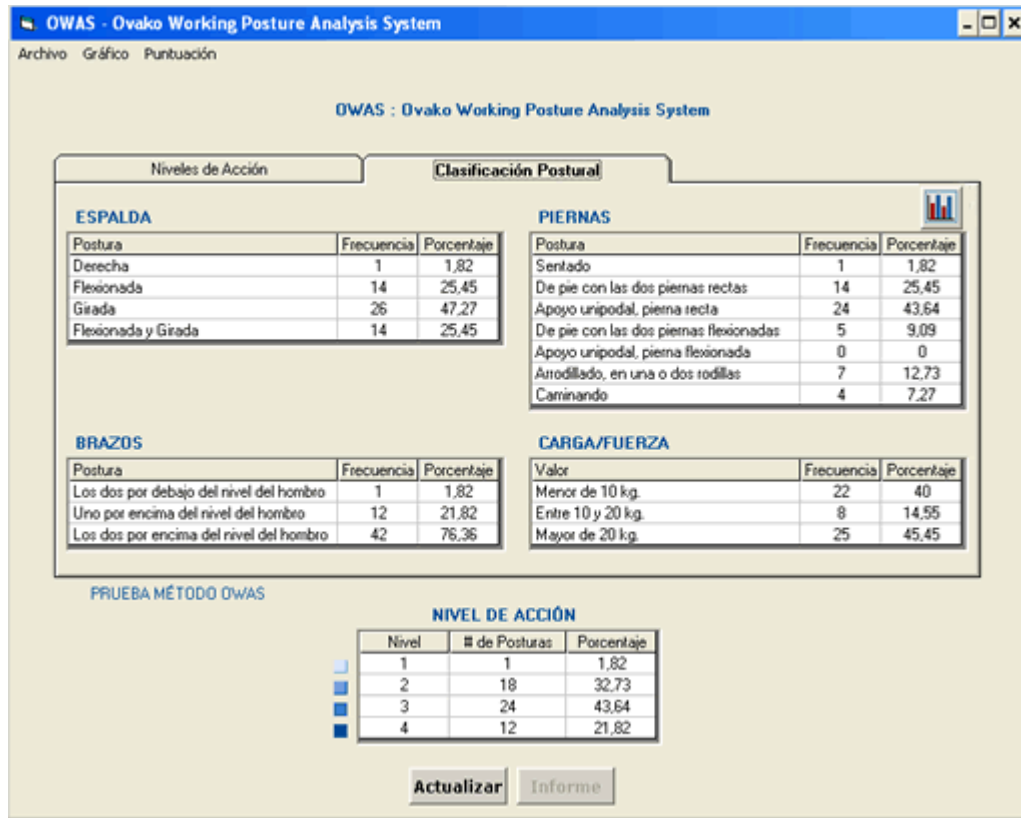 OWAS - Ovako Working Posture Analysis System
Archivo Gráfico Puntuación
OWAS : Ovako Working Posture Analysis System
Niveles de Acción Clasificación Postural
ESPALDA
Postura Frecuencia Porcentaje
Derecha 1 1,82
Flexionada 14 25,45
Girada 26 47,27
Flexionada y Girada 14 25,45
PIERNAS
Postura Frecuencia Porcentaje
Sentado 1 1,82
De pie con las dos piernas rectas 14 25,45
Apoyo unipodal, pierna recta 24 43,64
De pie con las dos piernas flexionadas 5 9,09
Apoyo unipodal, pierna flexionada 0 0
Arrodillado, en una o dos rodillas 7 12,73
Caminando 4 7,27
BRAZOS
Postura Frecuencia Porcentaje
Los dos por debajo del nivel del hombro 1 1,82
Uno por encima del nivel del hombro 12 21,82
Los dos por encima del nivel del hombro 42 76,36
CARGA/FUERZA
Valor Frecuencia Porcentaje
Menor de 10 kg. 22 40
Entre 10 y 20 kg. 8 14,55
Mayor de 20 kg. 25 45,45
PRUEBA MÉTODO OWAS
NIVEL DE ACCIÓN
Nivel # de Posturas Porcentaje
1 1 1,82
2 18 32,73
3 24 43,64
4 12 21,82
Actualizar Informe